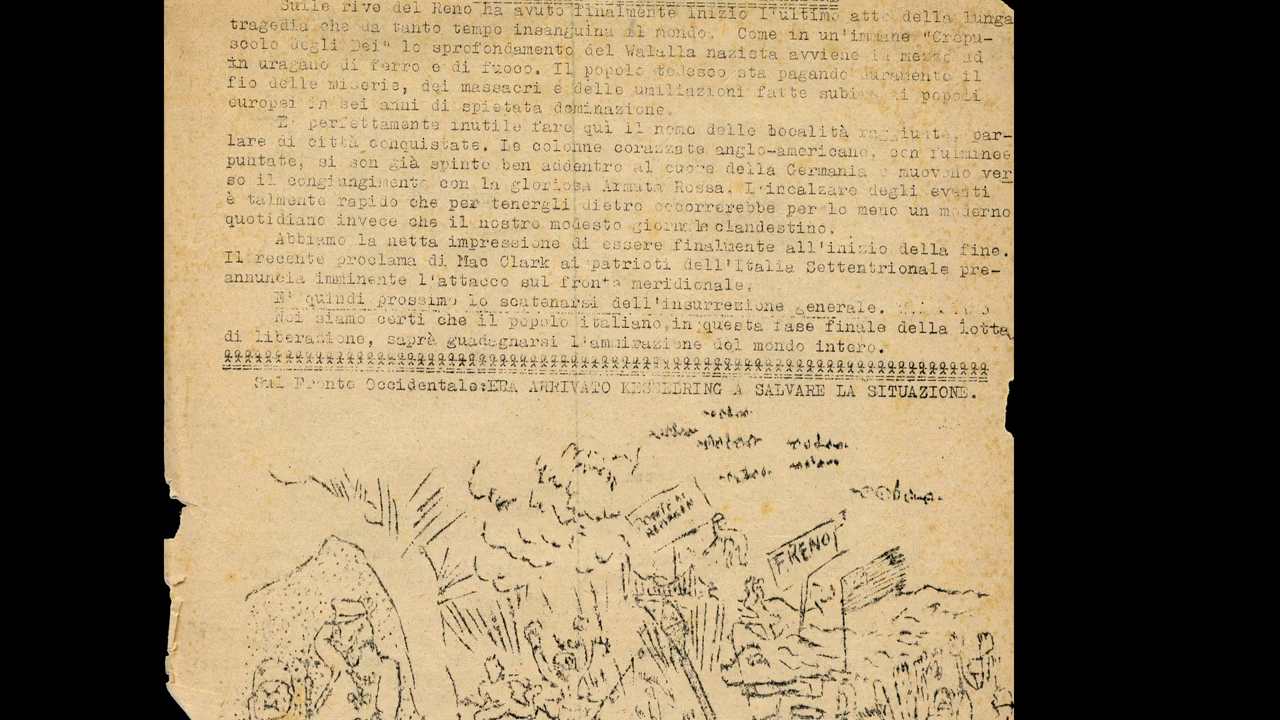 Sulle rive del Reno ha avuto finalmente inizio l'ultimo atto della lunga
tragedia che da tanto tempo insanguina il mondo. Come in un'immane "Crepu-
scolo degli Dei" lo sprofondamento del Walalla nazista avviene in mezzo ad
un uragano di ferro e di fuoco. Il popolo tedesco sta pagando duramente il
fio delle miserie, dei massacri e delle umiliazioni fatte subire ai popoli
europei in sei anni di spietata dominazione.
E' perfettamente inutile fare quì il nome delle località raggiunte, par-
lare di città conquistate. Le colonne corazzate anglo-americane, con fulminee
puntate, si son già spinte ben addentro al cuore della Germania e muovono ver
so il congiungimento con la gloriosa Armata Rossa. L'incalzare degli eventi
è talmente rapido che per tenergli dietro occorrerebbe per lo meno un moderno
quotidiano invece che il nostro modesto giornale clandestino.
Abbiamo la netta impressione di essere finalmente all'inizio della fine.
Il recente proclama di Mac Clark ai patrioti dell'Italia Settentrionale pre-
annuncia imminente l'attacco sul fronte meridionale.
E' quindi prossimo lo scatenarsi dell'insurrezione generale.
Noi siamo certi che il popolo italiano,in questa fase finale della lotta
di liberazione, saprà guadagnarsi l'ammirazione del mondo intero.
Sul Fronte Occidentale:ERA ARRIVATO KESSELRING A SALVARE LA SITUAZIONE.
PONTE DI
REMAGEN
F.RENO